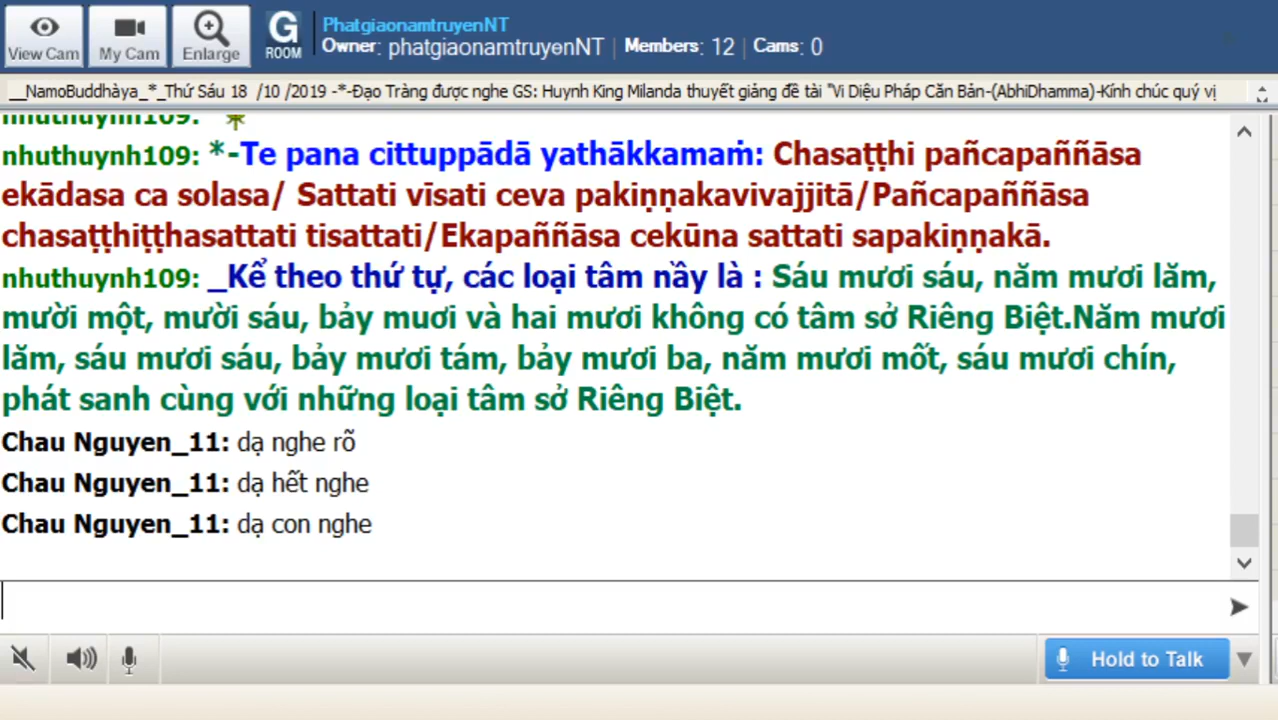 PhatgiaonamtruyenNT
View Cam
My Cam
Enlarge
G ROOM
Owner: phatgiaonamtruyenNT | Members: 12 | Cams: 0
__NamoBuddhàya_*_Thứ Sáu 18 /10 /2019 -*-Đạo Tràng được nghe GS: Huynh King Milanda thuyết giảng đề tài "Vi Diệu Pháp Căn Bản-(AbhiDhamma)-Kính chúc quý vị
nhuthuynh109: *
nhuthuynh109: *-Te pana cittuppādā yathākkamaṁ: Chasaṭṭhi pañcapaññāsa
ekādasa ca solasa/ Sattati vīsati ceva pakiṇṇakavivajjitā/Pañcapaññāsa
chasaṭṭhiṭṭhasattati tisattati/Ekapaññāsa cekūna sattati sapakiṇṇakā.
nhuthuynh109: _Kể theo thứ tự, các loại tâm nầy là : Sáu mươi sáu, năm mươi lăm,
mười một, mười sáu, bảy mươi và hai mươi không có tâm sở Riêng Biệt.Năm mươi
lăm, sáu mươi sáu, bảy mươi tám, bảy mươi ba, năm mươi mốt, sáu mươi chín,
phát sanh cùng với những loại tâm sở Riêng Biệt.
Chau Nguyen_11: dạ nghe rõ
Chau Nguyen_11: dạ hết nghe
Chau Nguyen_11: dạ con nghe
Hold to Talk